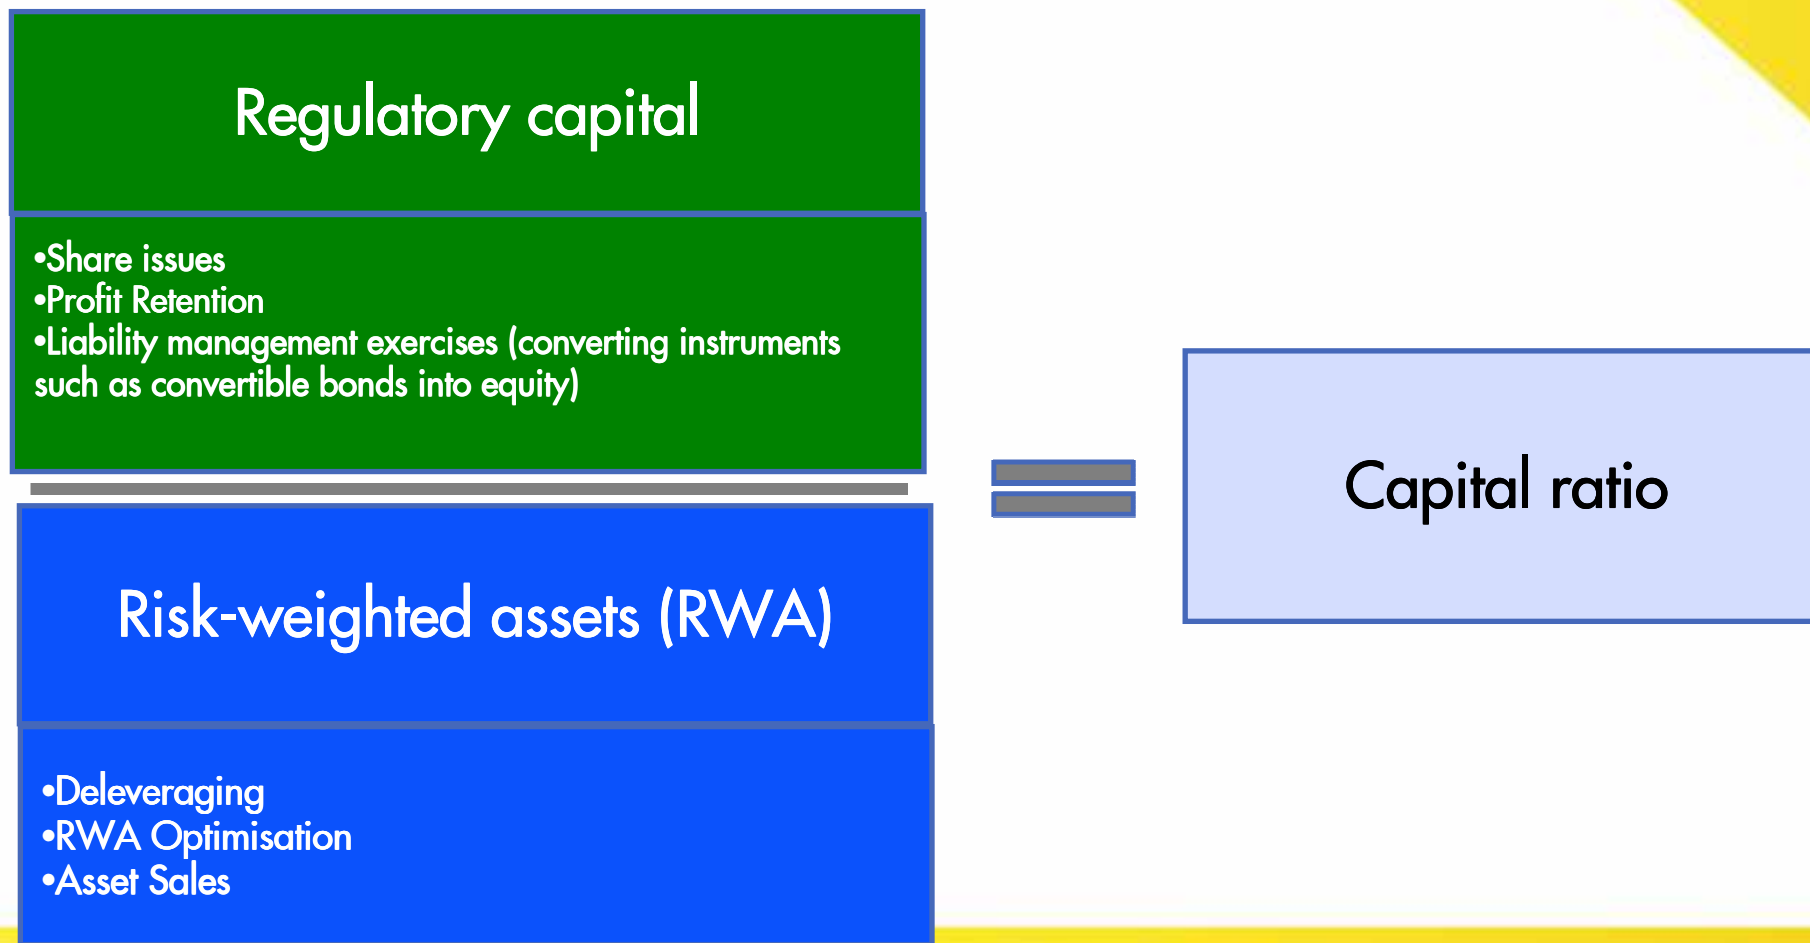 Regulatory capital
•Share issues
•Profit Retention
•Liability management exercises (converting instruments
such as convertible bonds into equity)
Risk-weighted assets (RWA)
•Deleveraging
•RWA Optimisation
•Asset Sales
Capital ratio